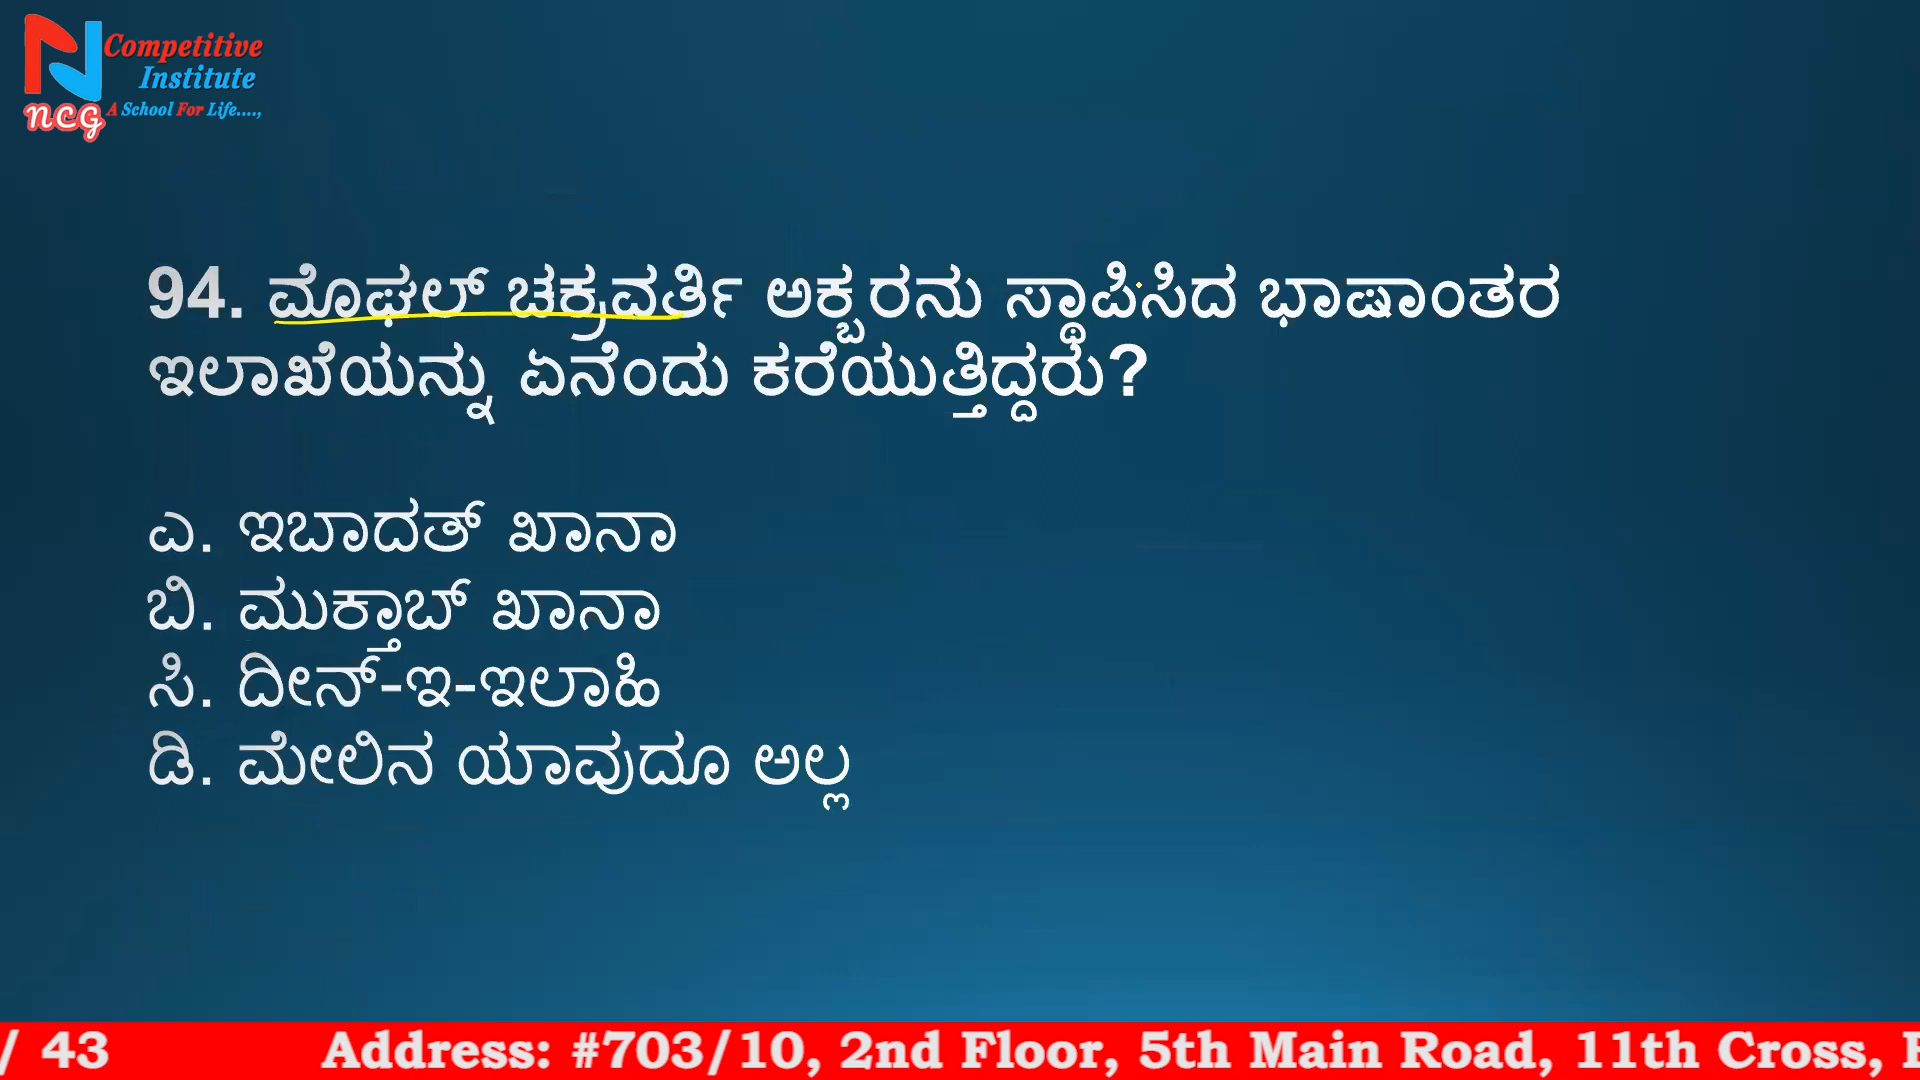 Competitive
Institute
ncg A School For Life....,
94. ಮೊಘಲ್ ಚಕ್ರವರ್ತಿ ಅಕ್ಬರನು ಸ್ಥಾಪಿಸಿದ ಭಾಷಾಂತರ
ಇಲಾಖೆಯನ್ನು ಏನೆಂದು ಕರೆಯುತ್ತಿದ್ದರು?
ಎ. ಇಬಾದತ್ ಖಾನಾ
ಬಿ. ಮುಕ್ತಾಬ್ ಖಾನಾ
ಸಿ. ದೀನ್-ಇ-ಇಲಾಹಿ
ಡಿ. ಮೇಲಿನ ಯಾವುದೂ ಅಲ್ಲ
/ 43 Address: #703/10, 2nd Floor, 5th Main Road, 11th Cross,